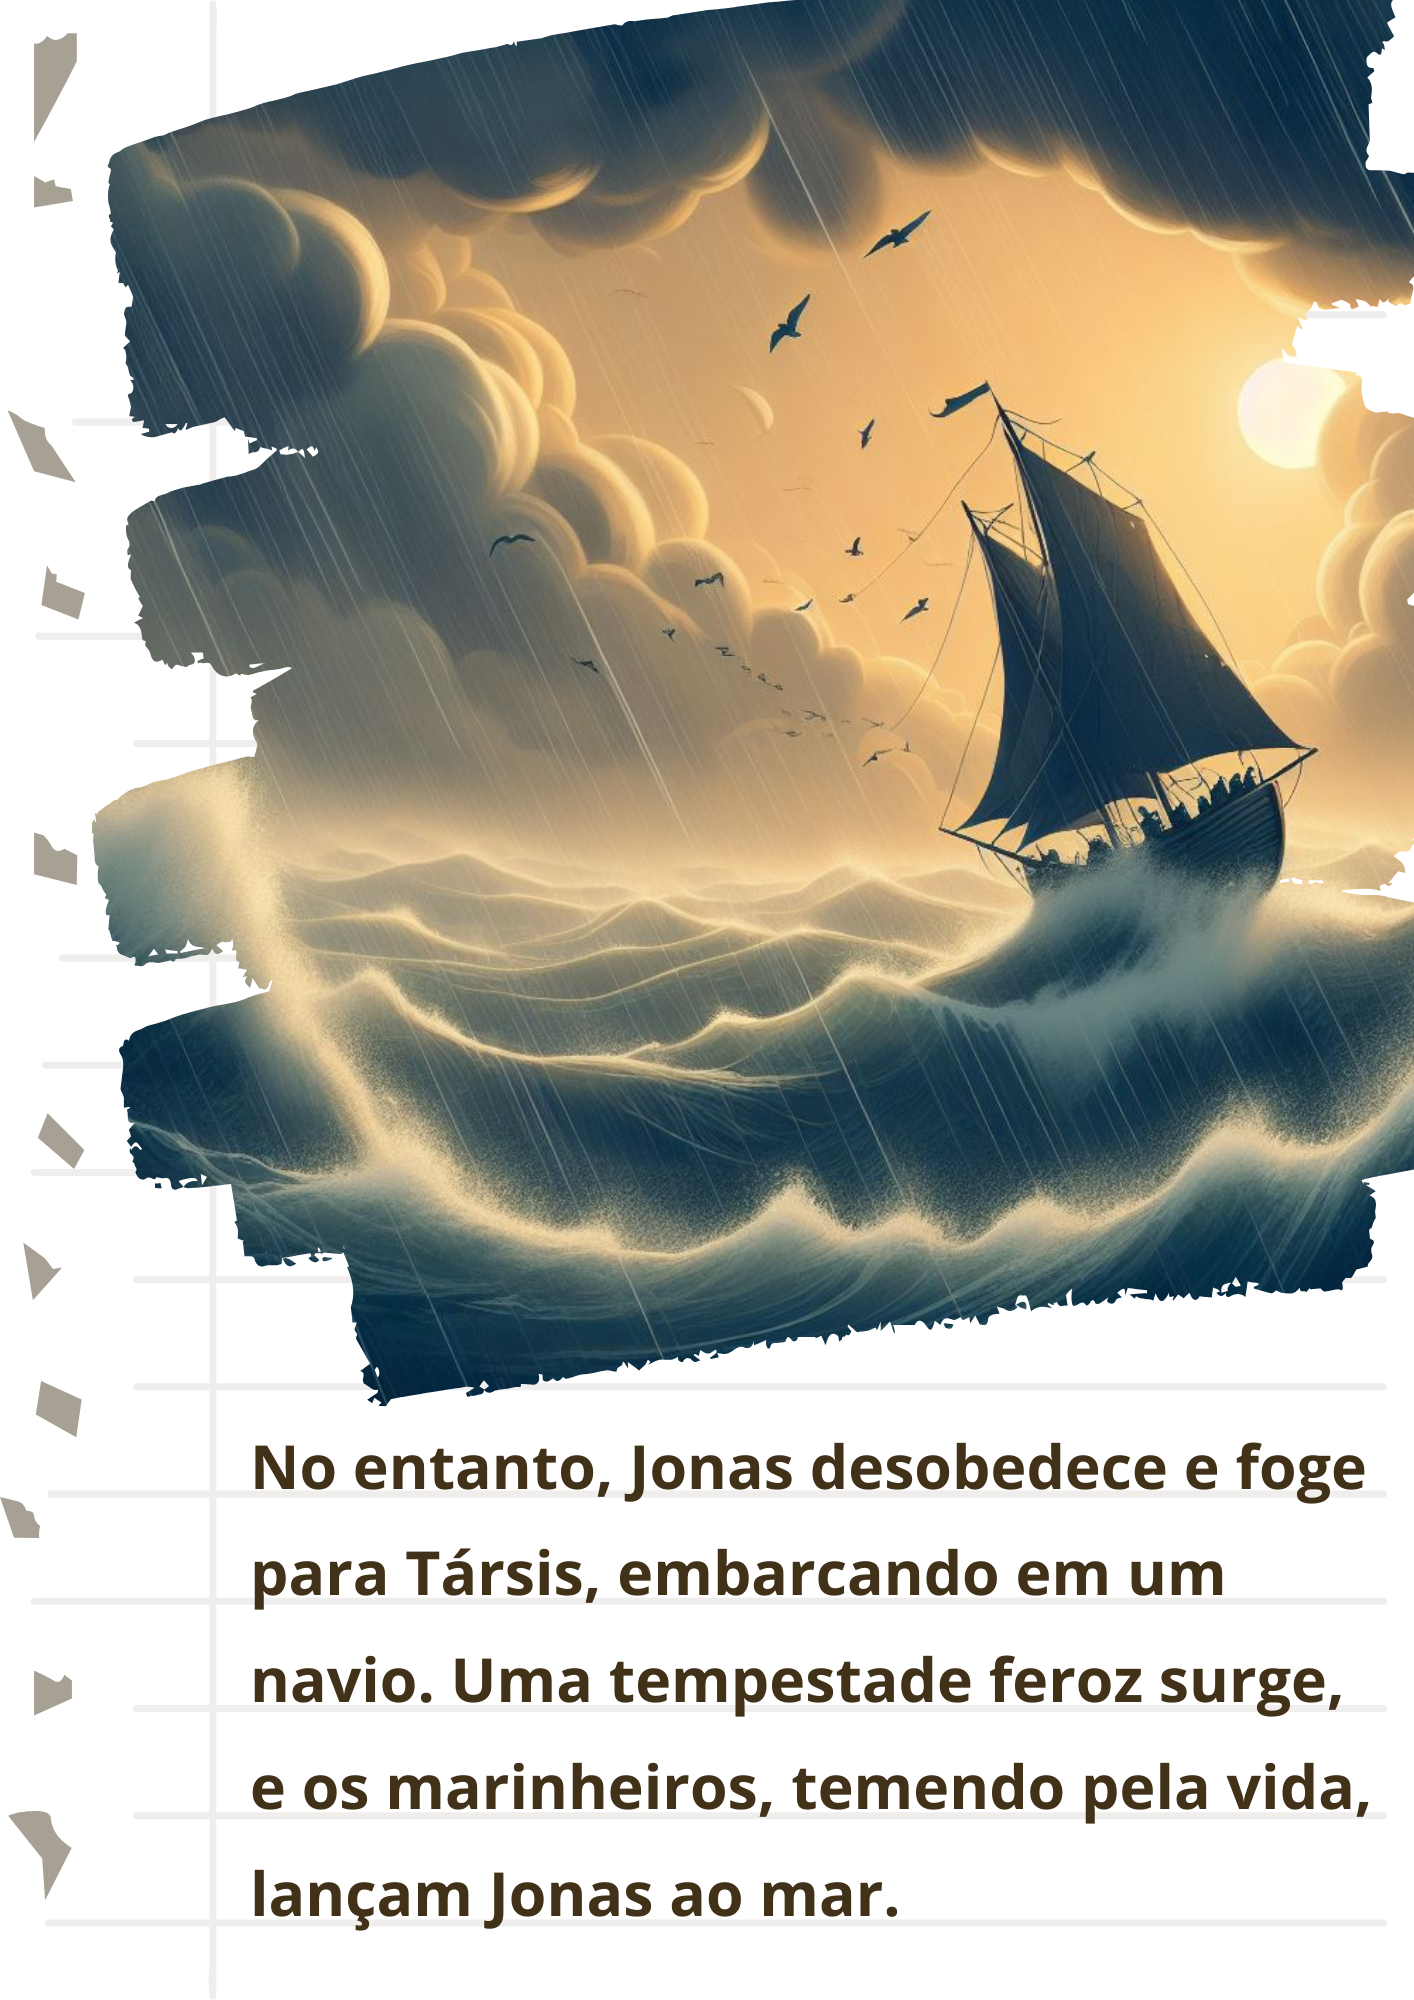 No entanto, Jonas desobedece e foge
para Társis, embarcando em um
navio. Uma tempestade feroz surge,
e os marinheiros, temendo pela vida,
lançam Jonas ao mar.